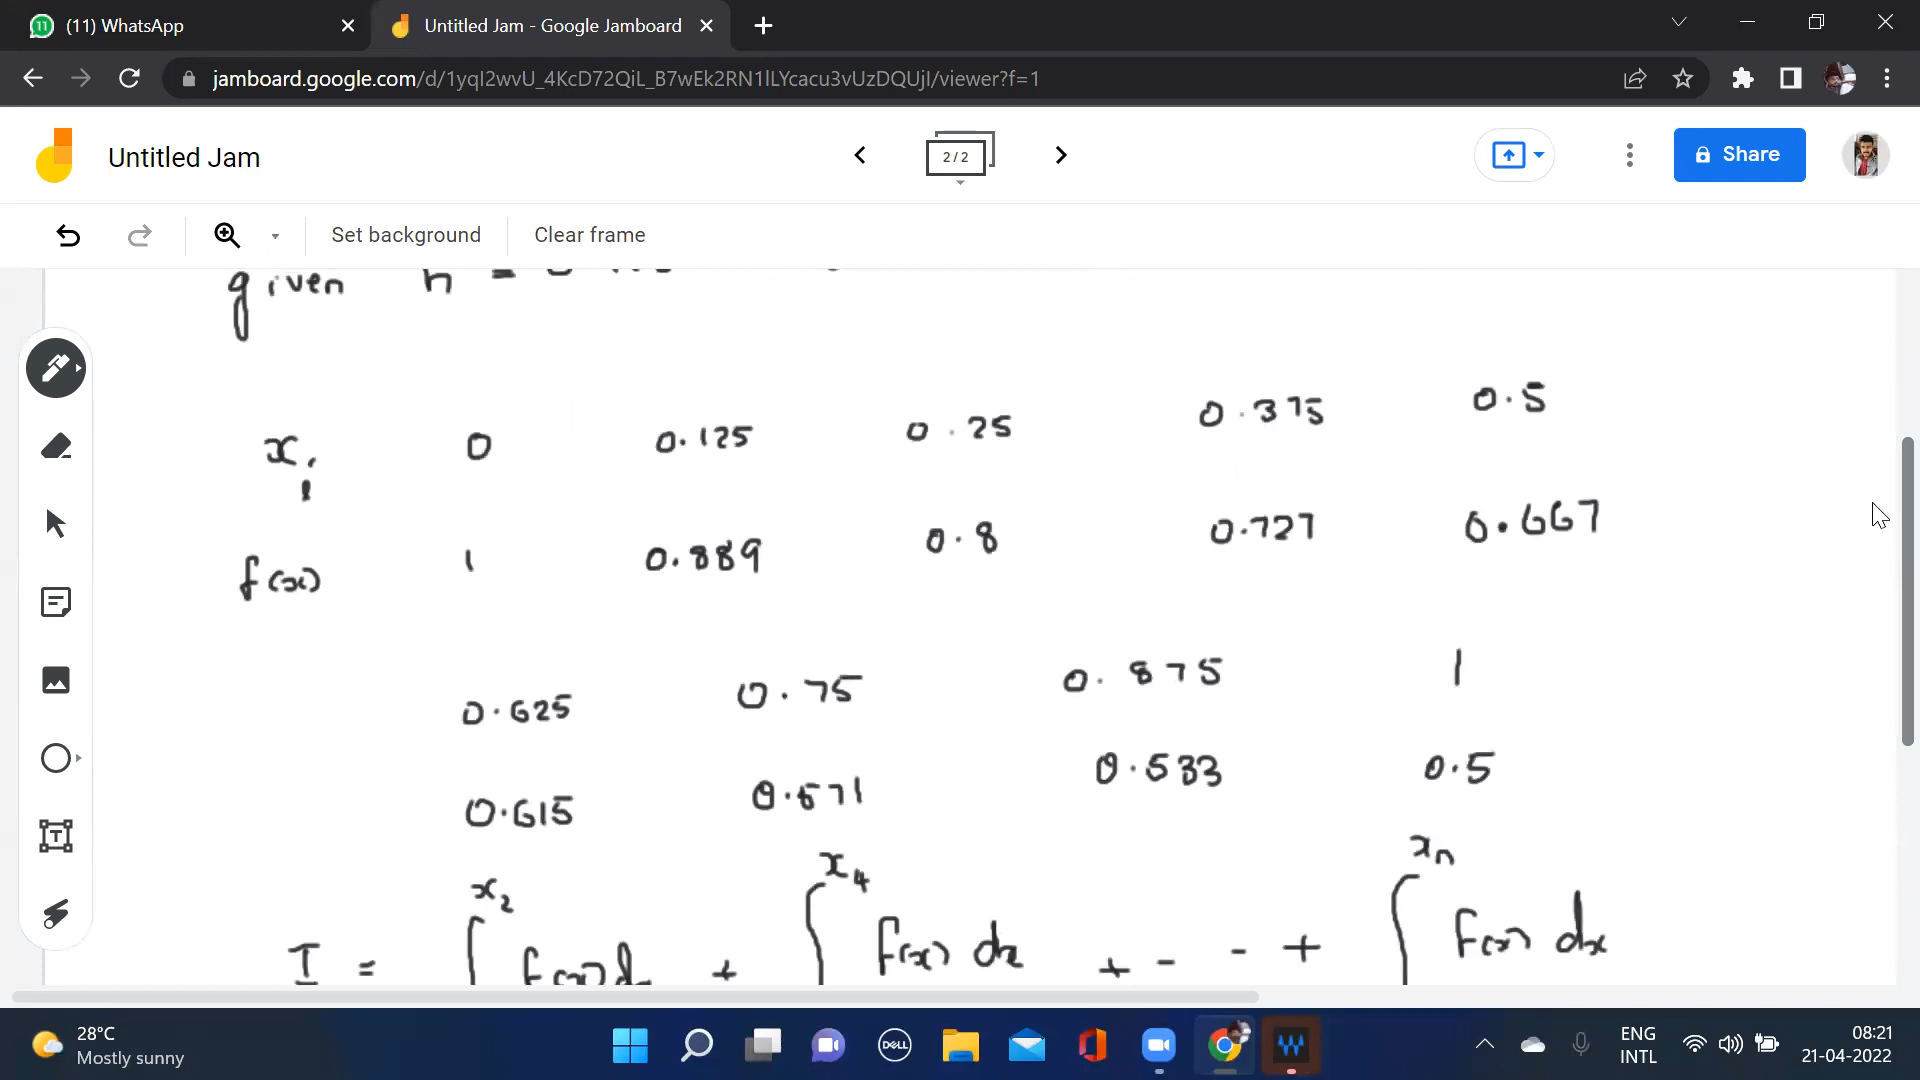 (11) WhatsApp
Untitled Jam - Google Jamboard
jamboard.google.com/d/1yqI2wvU_4KcD72QiL_B7wEk2RN1lLYcacu3vUzDQUjI/viewer?f=1
Untitled Jam
2 / 2
Share
Set background
Clear frame
given h =
xi 0 0.125 0.25 0.375 0.5
f(x) 1 0.889 0.8 0.727 0.667
0.625 0.75 0.875 1
0.615 0.571 0.533 0.5
x2 x4 xn
I = ∫ f(x) dx + ∫ f(x) dx + - - + ∫ f(x) dx
28°C
Mostly sunny
DELL
ENG
INTL
08:21
21-04-2022